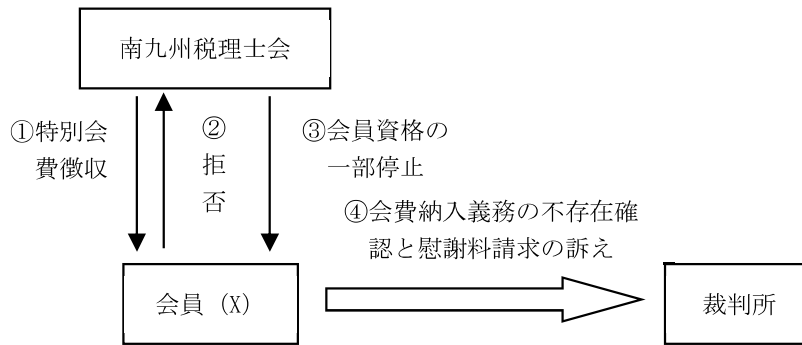 南九州税理士会
①特別会
費徴収
②
拒
否
③会員資格の
一部停止
④会費納入義務の不存在確
認と慰謝料請求の訴え
会員（X）
裁判所